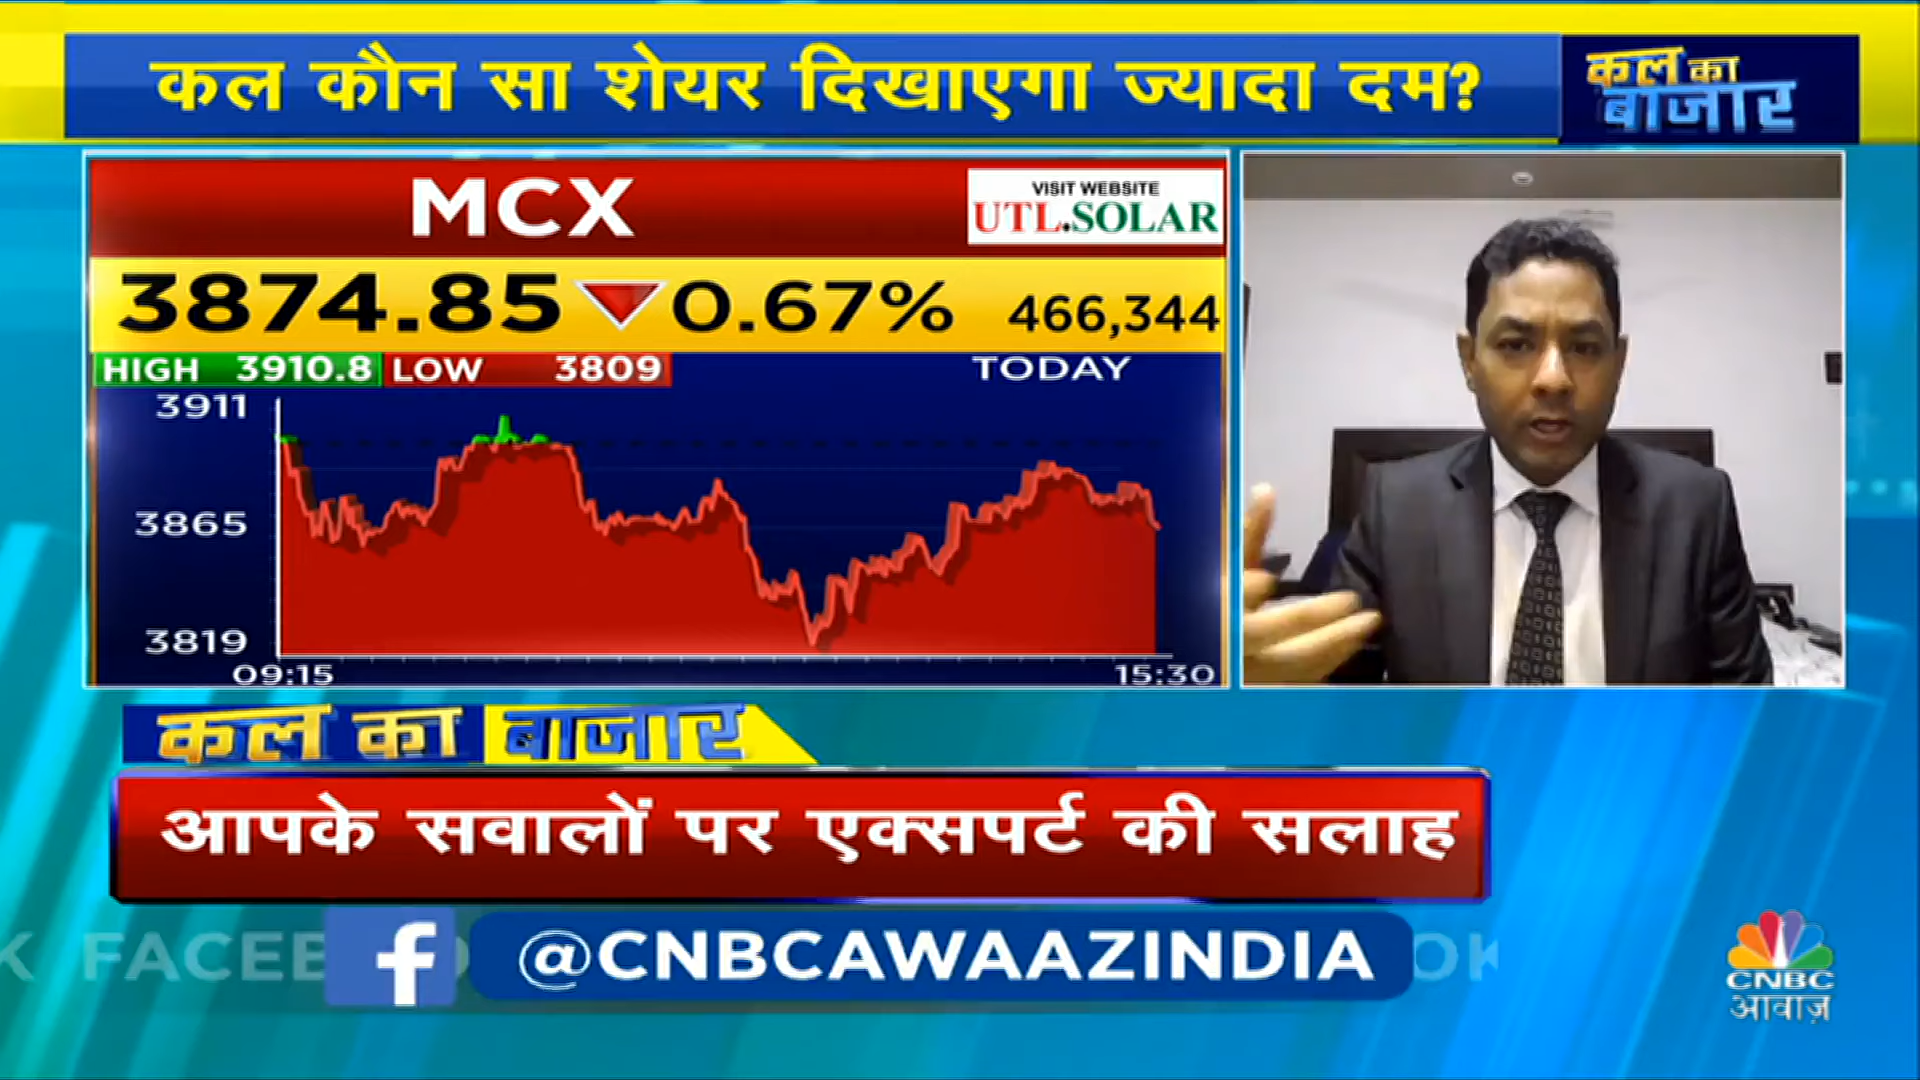 कल कौन सा शेयर दिखाएगा ज्यादा दम?
कल का
बाजार
MCX
VISIT WEBSITE
UTL.SOLAR
3874.85 0.67% 466,344
HIGH 3910.8 LOW 3809 TODAY
3911
3865
3819
09:15 15:30
कल का बाजार
आपके सवालों पर एक्सपर्ट की सलाह
K FACEB f @CNBCAWAAZINDIA OK
CNBC
आवाज़